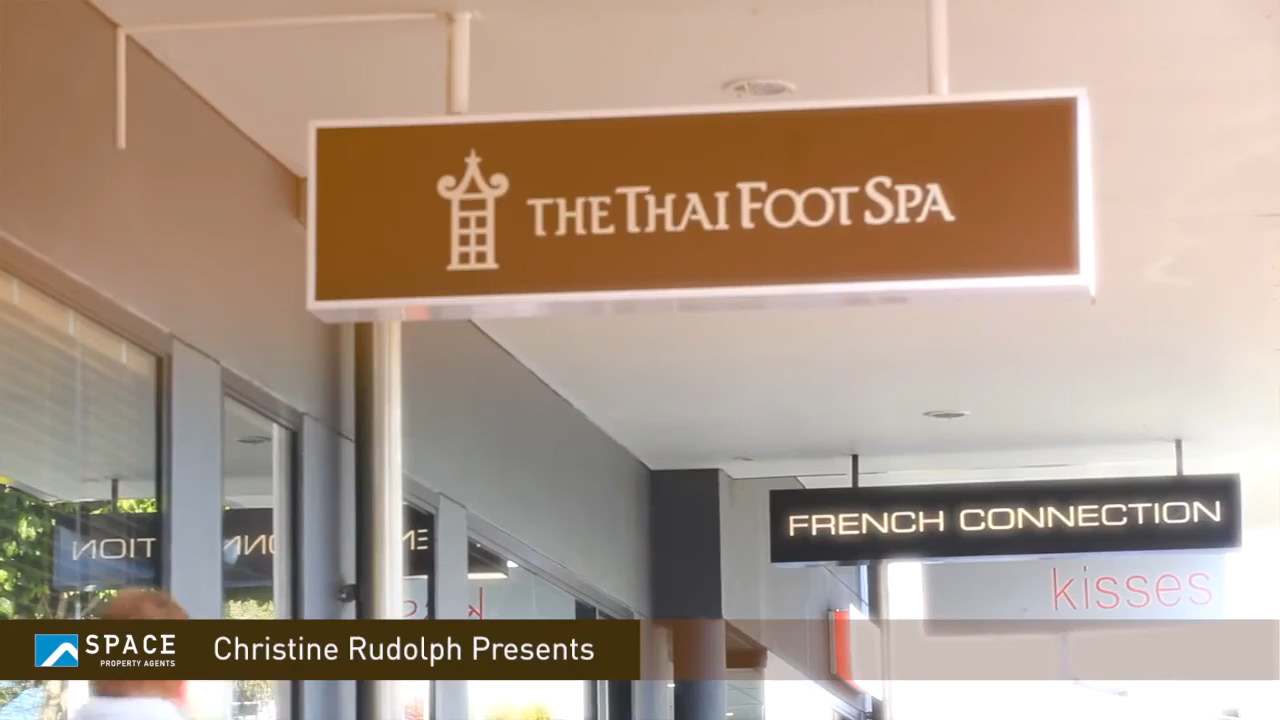 THE THAI FOOT SPA
FRENCH CONNECTION
kisses
SPACE
PROPERTY AGENTS
Christine Rudolph Presents